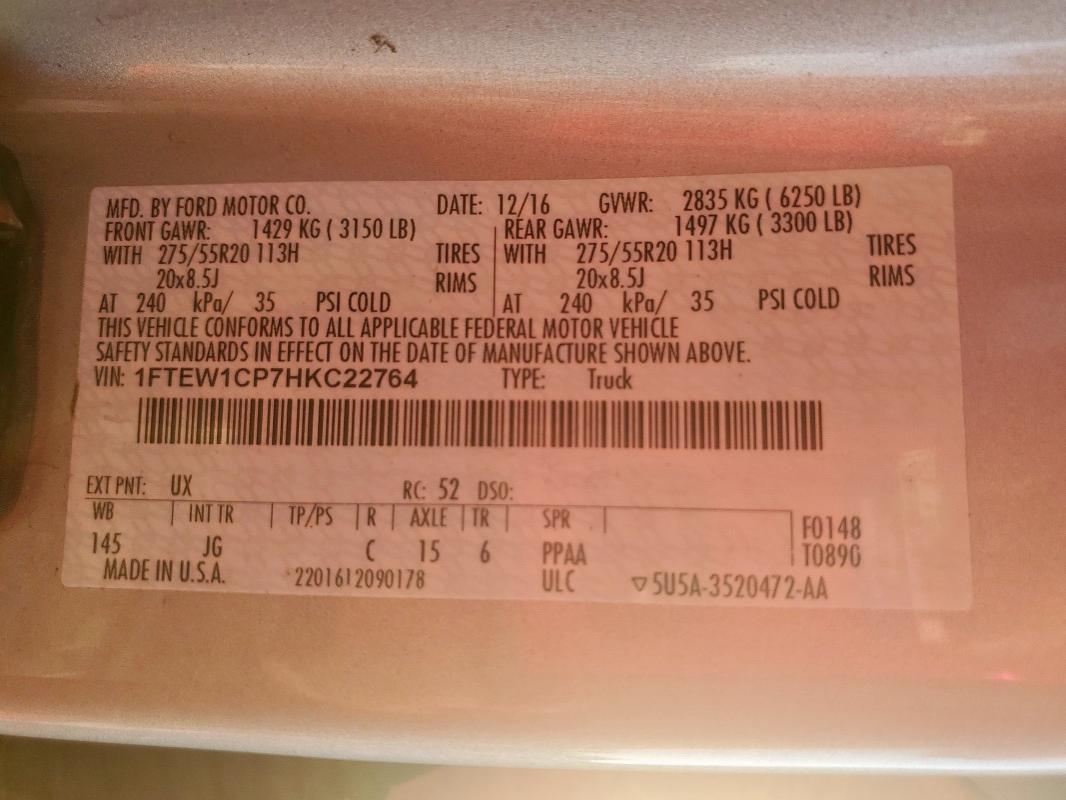 MFD. BY FORD MOTOR CO. DATE: 12/16 GVWR: 2835 KG ( 6250 LB)
FRONT GAWR: 1429 KG ( 3150 LB) REAR GAWR: 1497 KG ( 3300 LB)
WITH 275/55R20 113H TIRES WITH 275/55R20 113H TIRES
20x8.5J RIMS 20x8.5J RIMS
AT 240 kPa/ 35 PSI COLD AT 240 kPa/ 35 PSI COLD
THIS VEHICLE CONFORMS TO ALL APPLICABLE FEDERAL MOTOR VEHICLE
SAFETY STANDARDS IN EFFECT ON THE DATE OF MANUFACTURE SHOWN ABOVE.
VIN: 1FTEW1CP7HKC22764 TYPE: Truck
EXT PNT: UX RC: 52 DSO:
WB | INT TR | TP/PS | R | AXLE | TR | SPR | F0148
145 JG C 15 6 PPAA T0890
MADE IN U.S.A. 2201612090178 ULC ▽5U5A-3520472-AA